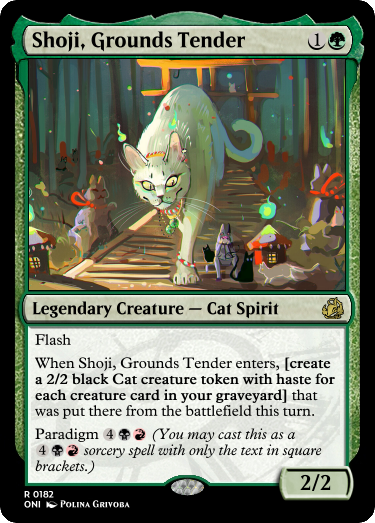 Shoji, Grounds Tender 1
Legendary Creature — Cat Spirit
Flash
When Shoji, Grounds Tender enters, [create
a 2/2 black Cat creature token with haste for
each creature card in your graveyard] that
was put there from the battlefield this turn.
Paradigm 4 (You may cast this as a
4 sorcery spell with only the text in square
brackets.)
2/2
R 0182
ONI POLINA GRIVOBA